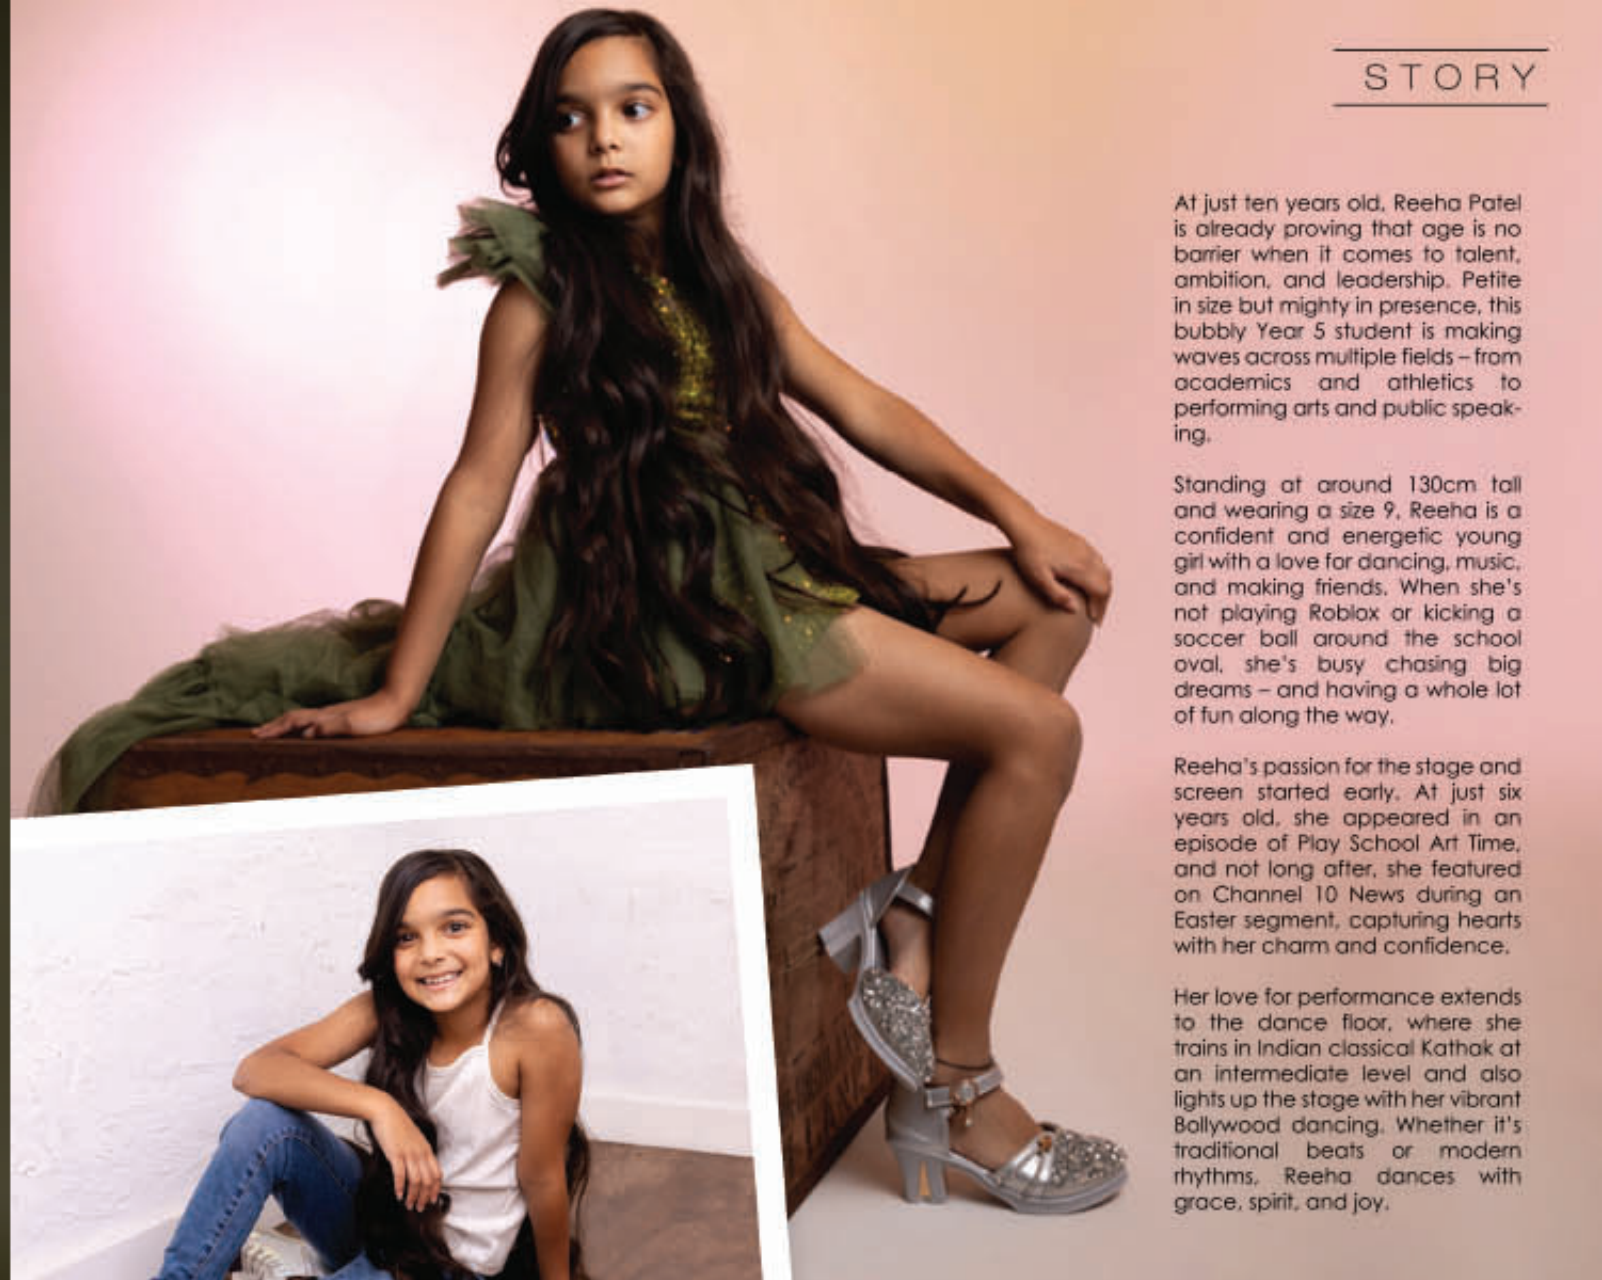 STORY
At just ten years old, Reeha Patel
is already proving that age is no
barrier when it comes to talent,
ambition, and leadership. Petite
in size but mighty in presence, this
bubbly Year 5 student is making
waves across multiple fields – from
academics and athletics to
performing arts and public speak-
ing.
Standing at around 130cm tall
and wearing a size 9, Reeha is a
confident and energetic young
girl with a love for dancing, music,
and making friends. When she's
not playing Roblox or kicking a
soccer ball around the school
oval, she's busy chasing big
dreams – and having a whole lot
of fun along the way.
Reeha's passion for the stage and
screen started early. At just six
years old, she appeared in an
episode of Play School Art Time,
and not long after, she featured
on Channel 10 News during an
Easter segment, capturing hearts
with her charm and confidence.
Her love for performance extends
to the dance floor, where she
trains in Indian classical Kathak at
an intermediate level and also
lights up the stage with her vibrant
Bollywood dancing. Whether it's
traditional beats or modern
rhythms, Reeha dances with
grace, spirit, and joy.